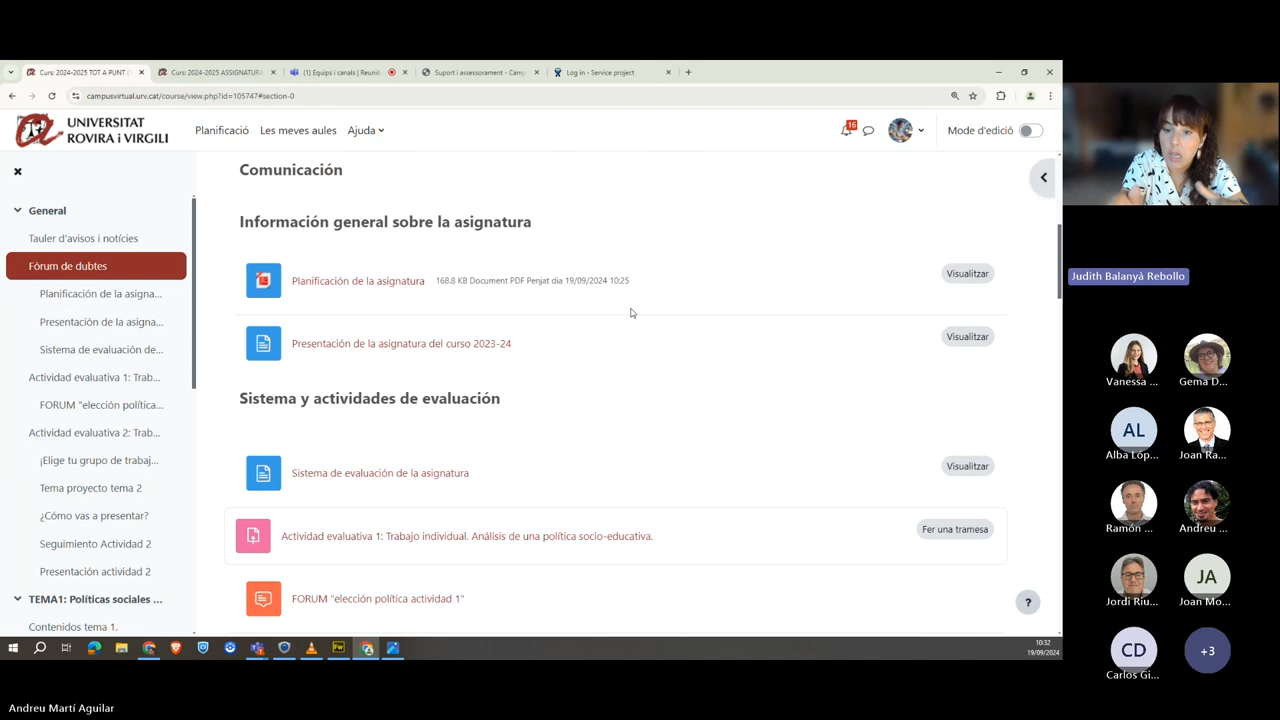 Curs: 2024-2025 TOT A PUNT (
Curs: 2024-2025 ASSIGNATURA
(1) Equips i canals | Reunió
Suport i assessorament - Camp
Log in - Service project
campusvirtual.urv.cat/course/view.php?id=105747#section-0
UNIVERSITAT
ROVIRA i VIRGILI
Planificació
Les meves aules
Ajuda
16
Mode d'edició
General
Tauler d'avisos i notícies
Fòrum de dubtes
Planificación de la asigna...
Presentación de la asigna...
Sistema de evaluación de...
Actividad evaluativa 1: Trab...
FORUM "elección política...
Actividad evaluativa 2: Trab...
¡Elige tu grupo de trabaj...
Tema proyecto tema 2
¿Cómo vas a presentar?
Seguimiento Actividad 2
Presentación actividad 2
TEMA1: Políticas sociales ...
Contenidos tema 1.
Comunicación
Información general sobre la asignatura
Planificación de la asignatura 168.8 KB Document PDF Penjat dia 19/09/2024 10:25
Visualitzar
Presentación de la asignatura del curso 2023-24
Visualitzar
Sistema y actividades de evaluación
Sistema de evaluación de la asignatura
Visualitzar
Actividad evaluativa 1: Trabajo individual. Análisis de una política socio-educativa.
Fer una tramesa
FORUM "elección política actividad 1"
?
Fw
10:32
19/09/2024
Judith Balanyà Rebollo
Vanessa ...
Gema D...
AL
Alba Lóp...
Joan Ra...
Ramón ...
Andreu ...
Jordi Riu...
JA
Joan Mo...
CD
Carlos Gi...
+3
Andreu Martí Aguilar